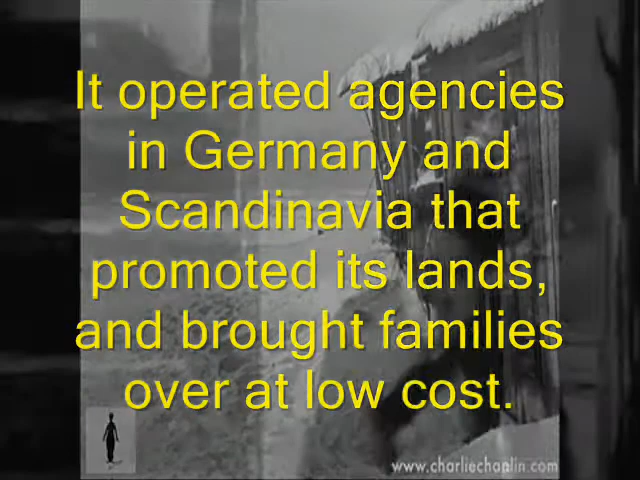 It operated agencies
in Germany and
Scandinavia that
promoted its lands,
and brought families
over at low cost.
www.charliechaplin.com